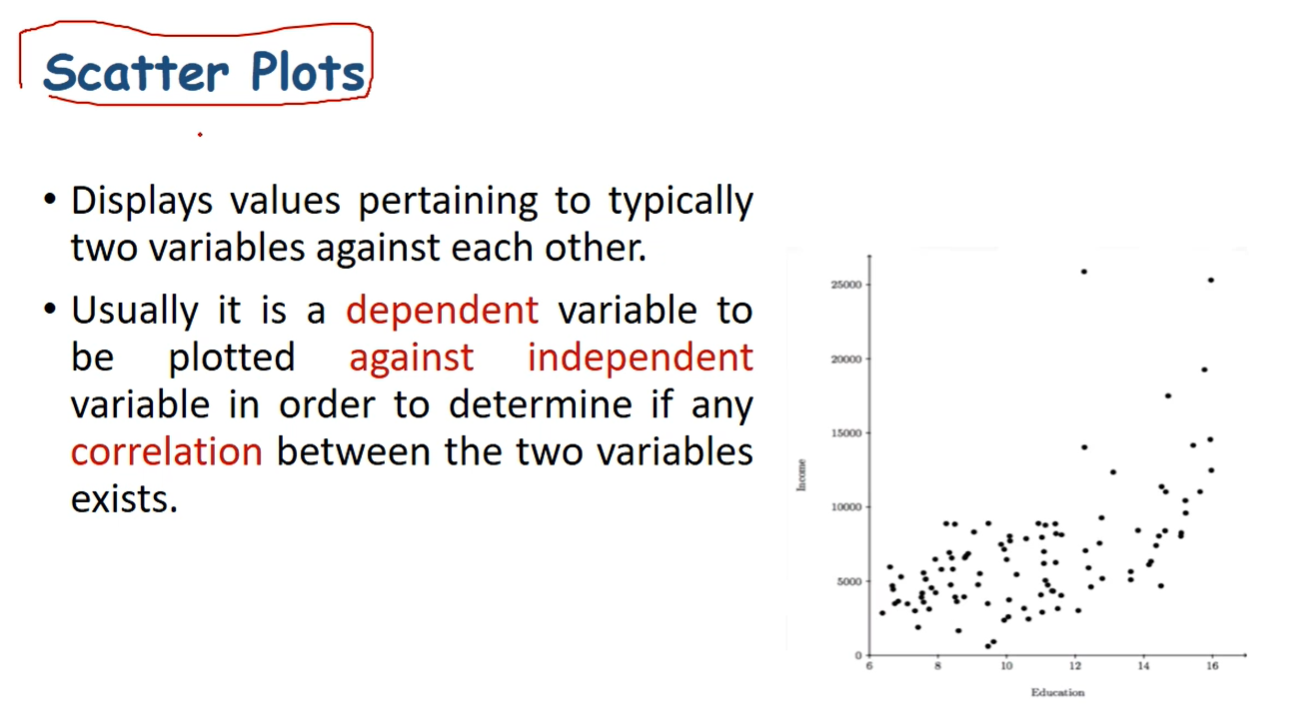 Scatter Plots
• Displays values pertaining to typically
two variables against each other.
• Usually it is a dependent variable to
be plotted against independent
variable in order to determine if any
correlation between the two variables
exists.
25000
20000
15000
10000
5000
0
Income
6 8 10 12 14 16
Education